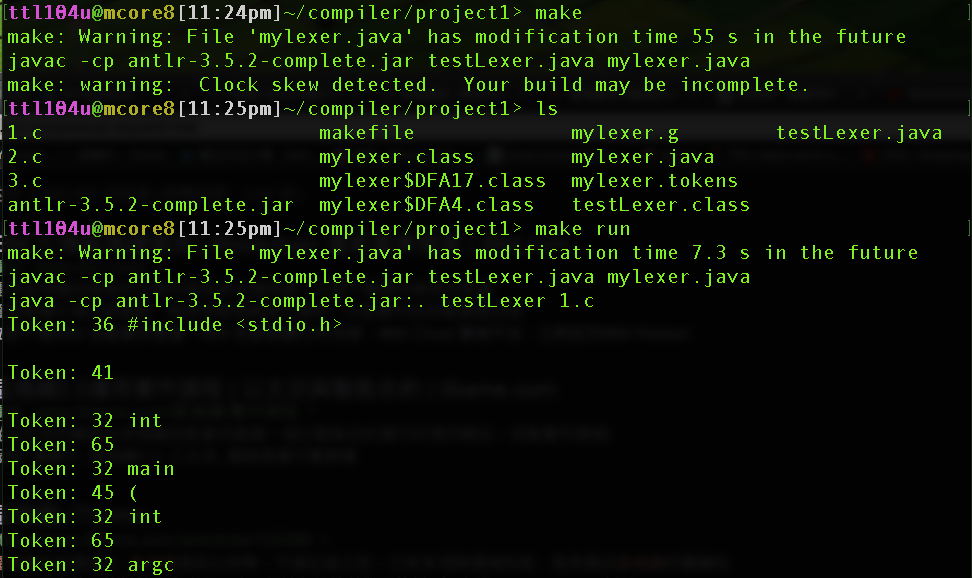 [ttl104u@mcore8[11:24pm]~/compiler/project1> make
make: Warning: File 'mylexer.java' has modification time 55 s in the future
javac -cp antlr-3.5.2-complete.jar testLexer.java mylexer.java
make: warning:  Clock skew detected.  Your build may be incomplete.
[ttl104u@mcore8[11:25pm]~/compiler/project1> ls
1.c makefile mylexer.g testLexer.java
2.c mylexer.class mylexer.java
3.c mylexer$DFA17.class mylexer.tokens
antlr-3.5.2-complete.jar mylexer$DFA4.class testLexer.class
[ttl104u@mcore8[11:25pm]~/compiler/project1> make run
make: Warning: File 'mylexer.java' has modification time 7.3 s in the future
javac -cp antlr-3.5.2-complete.jar testLexer.java mylexer.java
java -cp antlr-3.5.2-complete.jar:. testLexer 1.c
Token: 36 #include <stdio.h>
Token: 41
Token: 32 int
Token: 65
Token: 32 main
Token: 45 (
Token: 32 int
Token: 65
Token: 32 argc